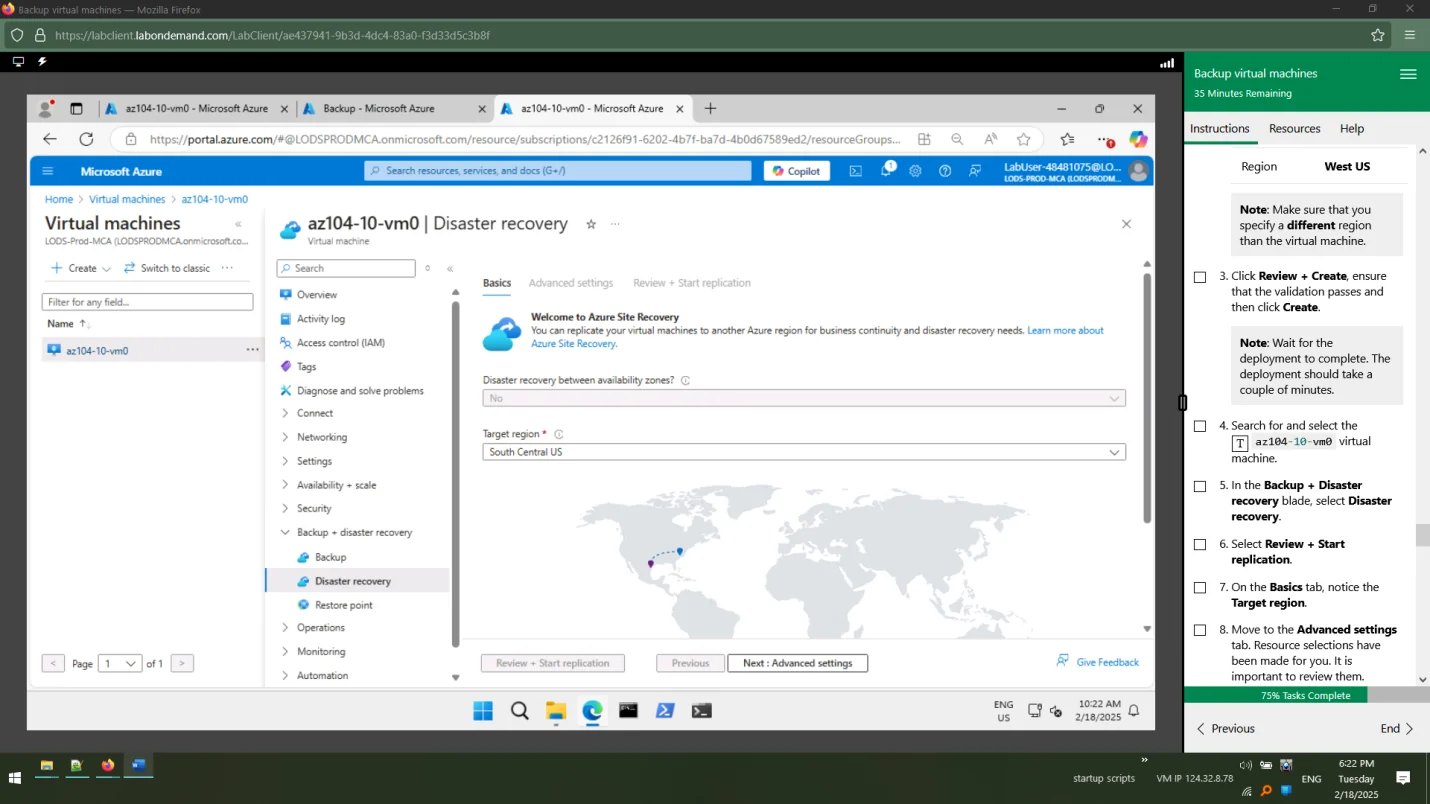 Backup virtual machines — Mozilla Firefox
https://labclient.labondemand.com/LabClient/ae437941-9b3d-4dc4-83a0-f3d33d5c3b8f
az104-10-vm0 - Microsoft Azure
Backup - Microsoft Azure
az104-10-vm0 - Microsoft Azure
https://portal.azure.com/#@LODSPRODMCA.onmicrosoft.com/resource/subscriptions/c2126f91-6202-4b7f-ba7d-4b0d67589ed2/resourceGroups...
Microsoft Azure
Search resources, services, and docs (G+/)
Copilot
1
LabUser-48481075@LO...
LODS-PROD-MCA (LODSPRODM...
Home > Virtual machines > az104-10-vm0
Virtual machines
LODS-Prod-MCA (LODSPRODMCA.onmicrosoft.co...
Create
Switch to classic
Filter for any field...
Name
az104-10-vm0
Page 1 of 1
az104-10-vm0 | Disaster recovery
Virtual machine
Search
Overview
Activity log
Access control (IAM)
Tags
Diagnose and solve problems
Connect
Networking
Settings
Availability + scale
Security
Backup + disaster recovery
Backup
Disaster recovery
Restore point
Operations
Monitoring
Automation
Basics
Advanced settings
Review + Start replication
Welcome to Azure Site Recovery
You can replicate your virtual machines to another Azure region for business continuity and disaster recovery needs. Learn more about
Azure Site Recovery.
Disaster recovery between availability zones?
No
Target region *
South Central US
Review + Start replication
Previous
Next : Advanced settings
Give Feedback
ENG
US
10:22 AM
2/18/2025
Backup virtual machines
35 Minutes Remaining
Instructions
Resources
Help
Region West US
Note: Make sure that you
specify a different region
than the virtual machine.
3. Click Review + Create, ensure
that the validation passes and
then click Create.
Note: Wait for the
deployment to complete. The
deployment should take a
couple of minutes.
4. Search for and select the
T az104-10-vm0 virtual
machine.
5. In the Backup + Disaster
recovery blade, select Disaster
recovery.
6. Select Review + Start
replication.
7. On the Basics tab, notice the
Target region.
8. Move to the Advanced settings
tab. Resource selections have
been made for you. It is
important to review them.
75% Tasks Complete
Previous
End
startup scripts
VM IP 124.32.8.78
ENG
6:22 PM
Tuesday
2/18/2025